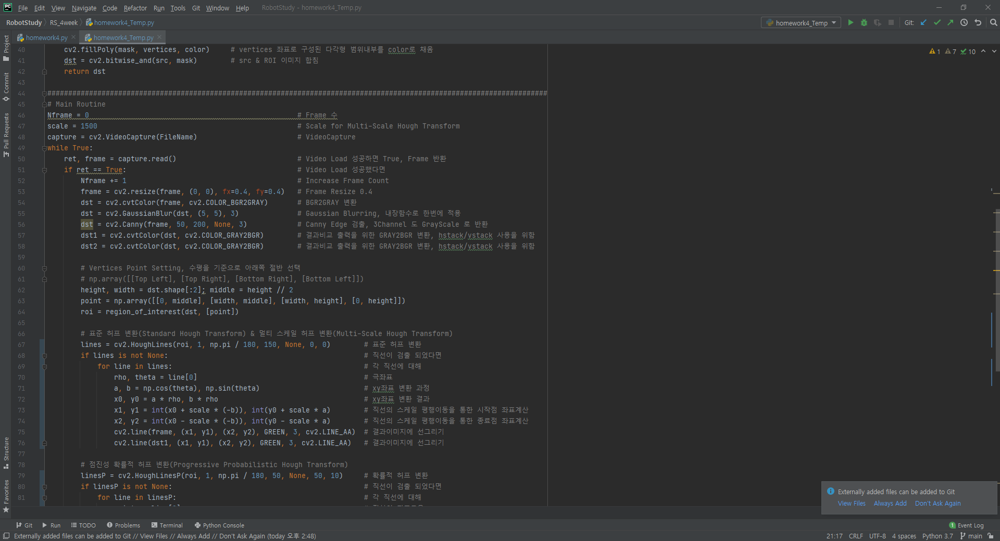 PC File Edit View Navigate Code Refactor Run Tools Git Window Help RobotStudy - homework4_Temp.py
RobotStudy RS_4week homework4_Temp.py homework4_Temp Git:
homework4.py homework4_Temp.py
Project
Commit
Pull Requests
Structure
Favorites
1 7 10
40 cv2.fillPoly(mask, vertices, color) # vertices 좌표로 구성된 다각형 범위내부를 color로 채움
41 dst = cv2.bitwise_and(src, mask) # src & ROI 이미지 합침
42 return dst
43
44 ########################################################################################################################
45 # Main Routine
46 Nframe = 0 # Frame 수
47 scale = 1500 # Scale for Multi-Scale Hough Transform
48 capture = cv2.VideoCapture(FileName) # VideoCapture
49 while True:
50 ret, frame = capture.read() # Video Load 성공하면 True, Frame 반환
51 if ret == True: # Video Load 성공했다면
52 Nframe += 1 # Increase Frame Count
53 frame = cv2.resize(frame, (0, 0), fx=0.4, fy=0.4) # Frame Resize 0.4
54 dst = cv2.cvtColor(frame, cv2.COLOR_BGR2GRAY) # BGR2GRAY 변환
55 dst = cv2.GaussianBlur(dst, (5, 5), 3) # Gaussian Blurring, 내장함수로 한번에 적용
56 dst = cv2.Canny(frame, 50, 200, None, 3) # Canny Edge 검출, 3Channel 도 GrayScale 로 반환
57 dst1 = cv2.cvtColor(dst, cv2.COLOR_GRAY2BGR) # 결과비교 출력을 위한 GRAY2BGR 변환, hstack/vstack 사용을 위함
58 dst2 = cv2.cvtColor(dst, cv2.COLOR_GRAY2BGR) # 결과비교 출력을 위한 GRAY2BGR 변환, hstack/vstack 사용을 위함
59
60 # Vertices Point Setting, 수평을 기준으로 아래쪽 절반 선택
61 # np.array([[Top Left], [Top Right], [Bottom Right], [Bottom Left]])
62 height, width = dst.shape[:2]; middle = height // 2
63 point = np.array([[0, middle], [width, middle], [width, height], [0, height]])
64 roi = region_of_interest(dst, [point])
65
66 # 표준 허프 변환(Standard Hough Transform) & 멀티 스케일 허프 변환(Multi-Scale Hough Transform)
67 lines = cv2.HoughLines(roi, 1, np.pi / 180, 150, None, 0, 0) # 표준 허프 변환
68 if lines is not None: # 직선이 검출 되었다면
69 for line in lines: # 각 직선에 대해
70 rho, theta = line[0] # 극좌표
71 a, b = np.cos(theta), np.sin(theta) # xy좌표 변환 과정
72 x0, y0 = a * rho, b * rho # xy좌표 변환 결과
73 x1, y1 = int(x0 + scale * (-b)), int(y0 + scale * a) # 직선의 스케일 평행이동을 통한 시작점 좌표계산
74 x2, y2 = int(x0 - scale * (-b)), int(y0 - scale * a) # 직선의 스케일 평행이동을 통한 종료점 좌표계산
75 cv2.line(frame, (x1, y1), (x2, y2), GREEN, 3, cv2.LINE_AA) # 결과이미지에 선그리기
76 cv2.line(dst1, (x1, y1), (x2, y2), GREEN, 3, cv2.LINE_AA) # 결과이미지에 선그리기
77
78 # 점진성 확률적 허프 변환(Progressive Probabilistic Hough Transform)
79 linesP = cv2.HoughLinesP(roi, 1, np.pi / 180, 50, None, 50, 10) # 확률적 허프 변환
80 if linesP is not None: # 직선이 검출 되었다면
81 for line in linesP: # 각 직선에 대해
Externally added files can be added to Git
View Files Always Add Don't Ask Again
Git Run TODO Problems Terminal Python Console 1 Event Log
Externally added files can be added to Git // View Files // Always Add // Don't Ask Again (today 오후 2:48) 21:17 CRLF UTF-8 4 spaces Python 3.7 main